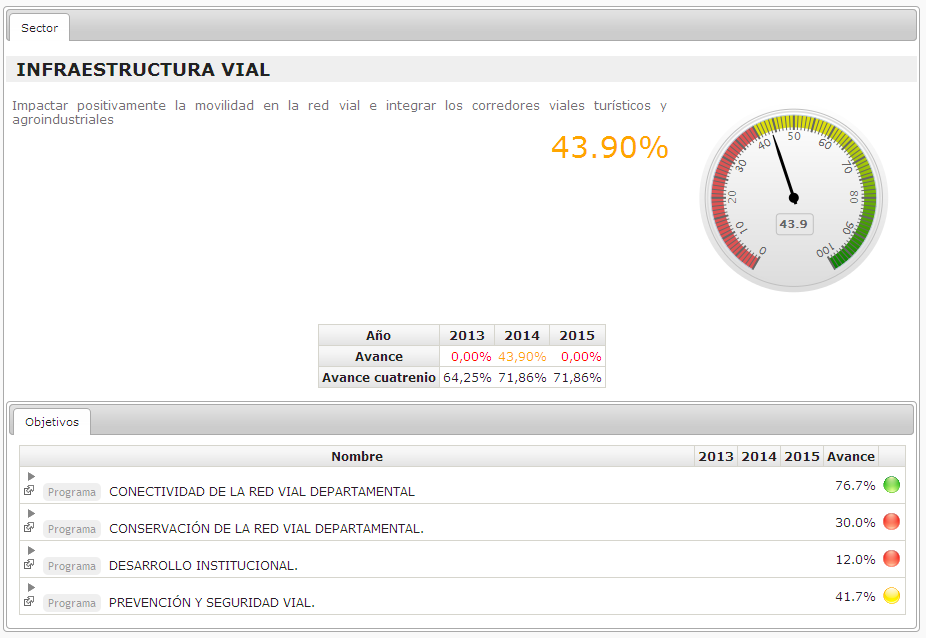 Sector
INFRAESTRUCTURA VIAL
Impactar positivamente la movilidad en la red vial e integrar los corredores viales turísticos y
agroindustriales
43.90%
0 10 20 30 40 50 60 70 80 90 100
43.9
Año 2013 2014 2015
Avance 0,00% 43,90% 0,00%
Avance cuatrenio 64,25% 71,86% 71,86%
Objetivos
Nombre 2013 2014 2015 Avance
Programa CONECTIVIDAD DE LA RED VIAL DEPARTAMENTAL 76.7%
Programa CONSERVACIÓN DE LA RED VIAL DEPARTAMENTAL. 30.0%
Programa DESARROLLO INSTITUCIONAL. 12.0%
Programa PREVENCIÓN Y SEGURIDAD VIAL. 41.7%